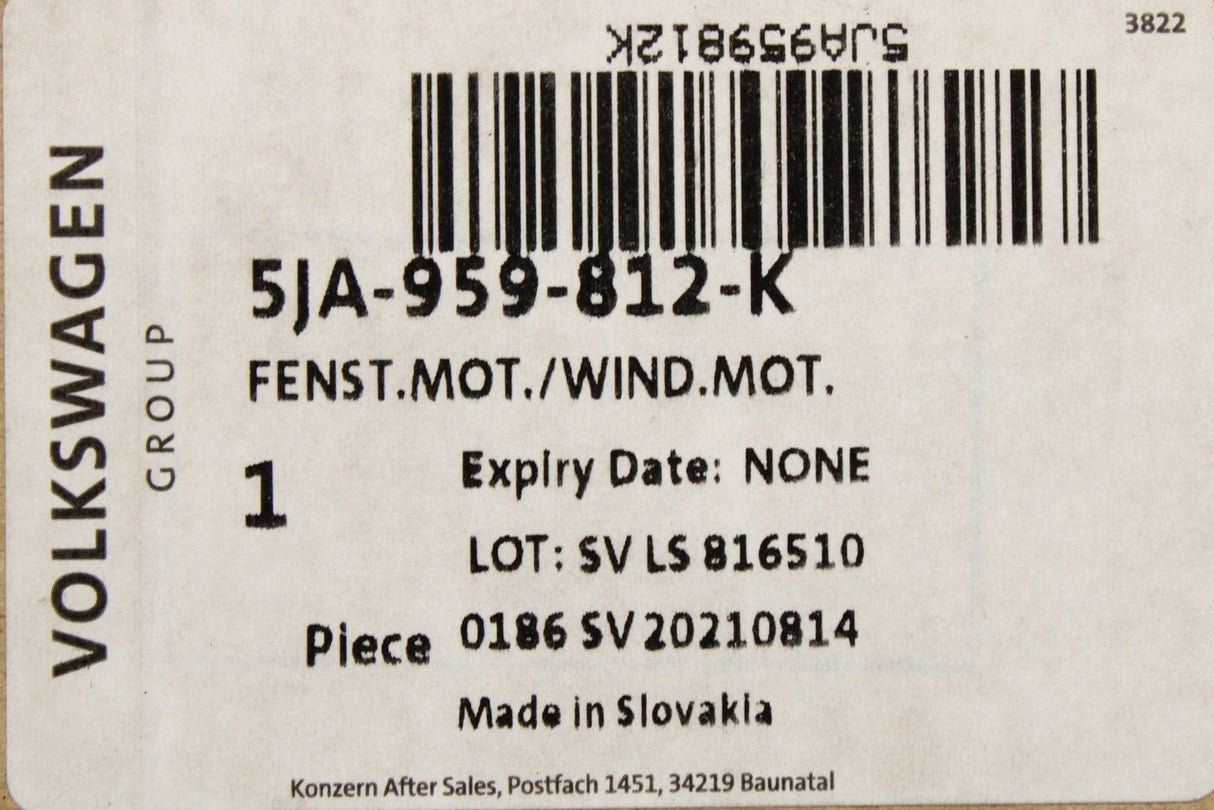 3822
5JA959812K
VOLKSWAGEN
GROUP
5JA-959-812-K
FENST.MOT./WIND.MOT.
1
Expiry Date: NONE
LOT: SV LS 816510
Piece 0186 SV 20210814
Made in Slovakia
Konzern After Sales, Postfach 1451, 34219 Baunatal